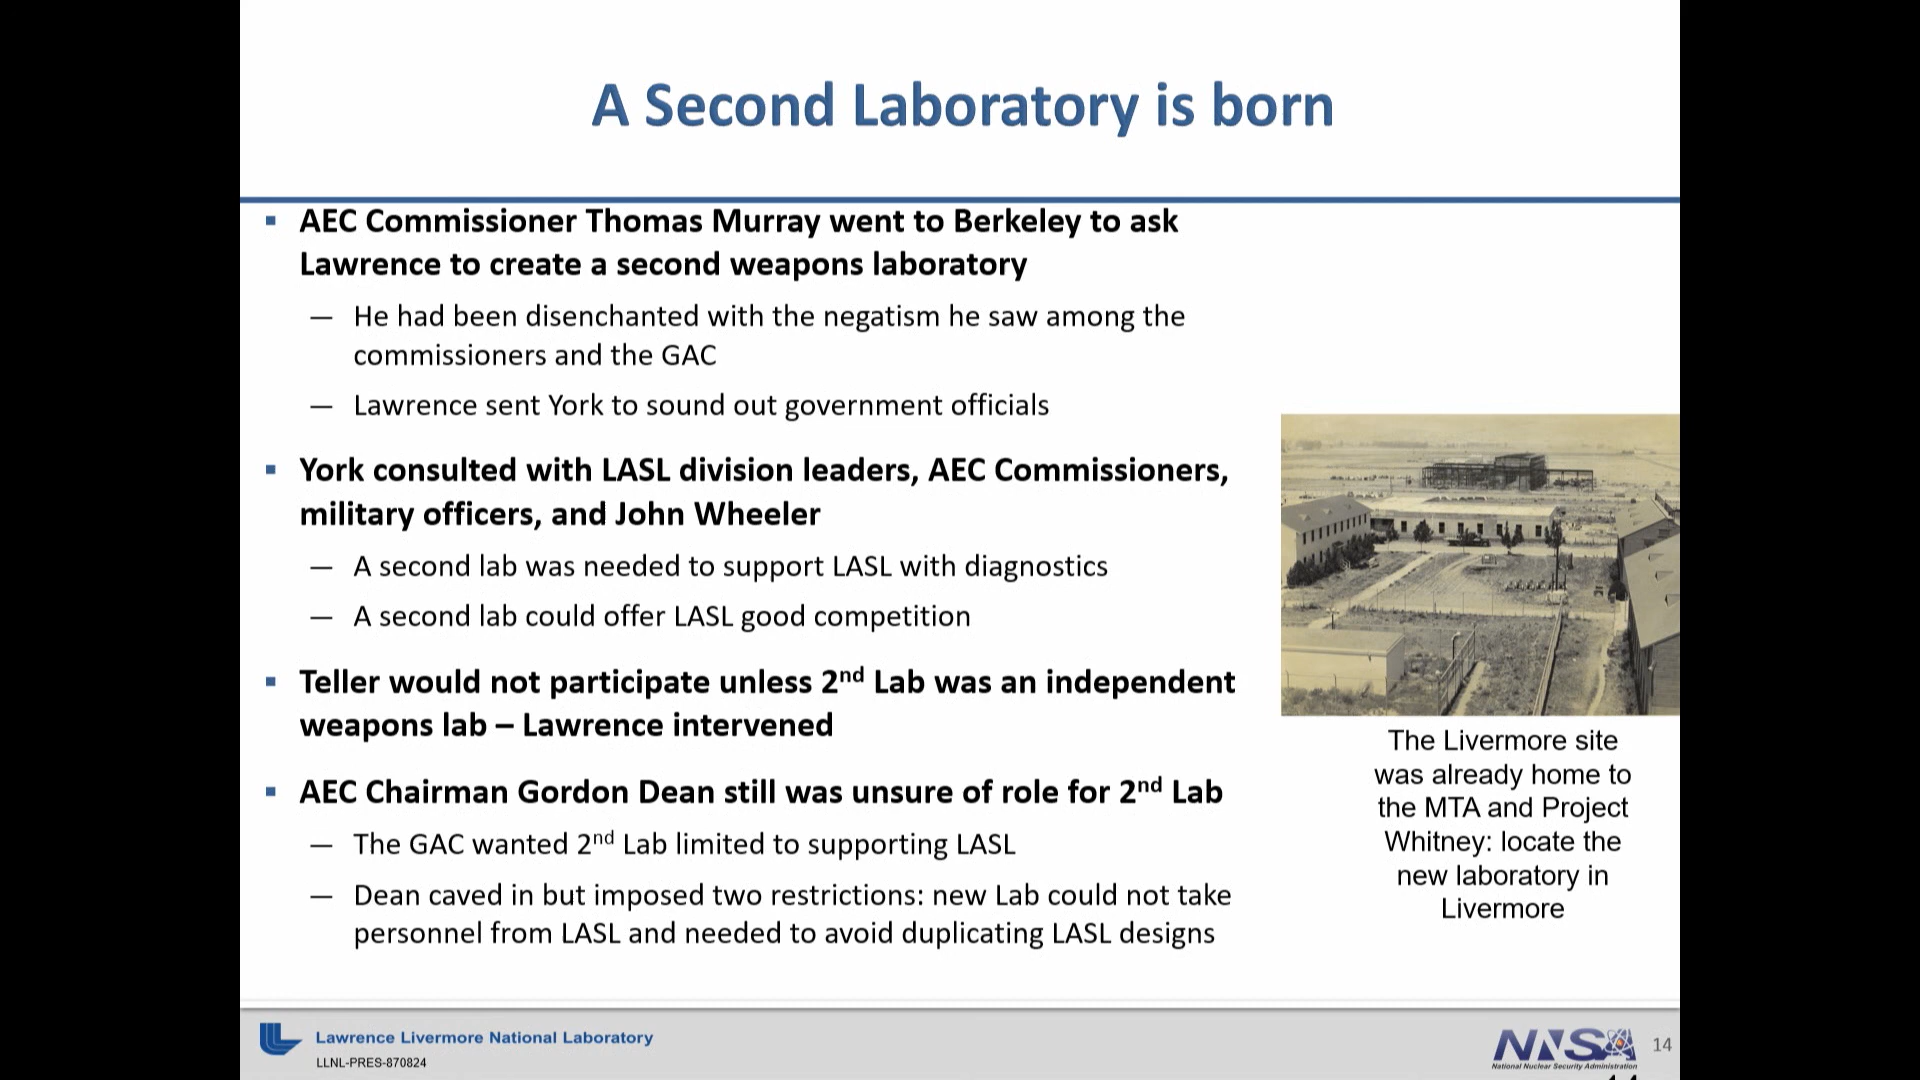 A Second Laboratory is born
▪ AEC Commissioner Thomas Murray went to Berkeley to ask
Lawrence to create a second weapons laboratory
— He had been disenchanted with the negatism he saw among the
commissioners and the GAC
— Lawrence sent York to sound out government officials
▪ York consulted with LASL division leaders, AEC Commissioners,
military officers, and John Wheeler
— A second lab was needed to support LASL with diagnostics
— A second lab could offer LASL good competition
▪ Teller would not participate unless 2nd Lab was an independent
weapons lab – Lawrence intervened
▪ AEC Chairman Gordon Dean still was unsure of role for 2nd Lab
— The GAC wanted 2nd Lab limited to supporting LASL
— Dean caved in but imposed two restrictions: new Lab could not take
personnel from LASL and needed to avoid duplicating LASL designs
The Livermore site
was already home to
the MTA and Project
Whitney: locate the
new laboratory in
Livermore
Lawrence Livermore National Laboratory
LLNL-PRES-870824
NNSA
National Nuclear Security Administration
14